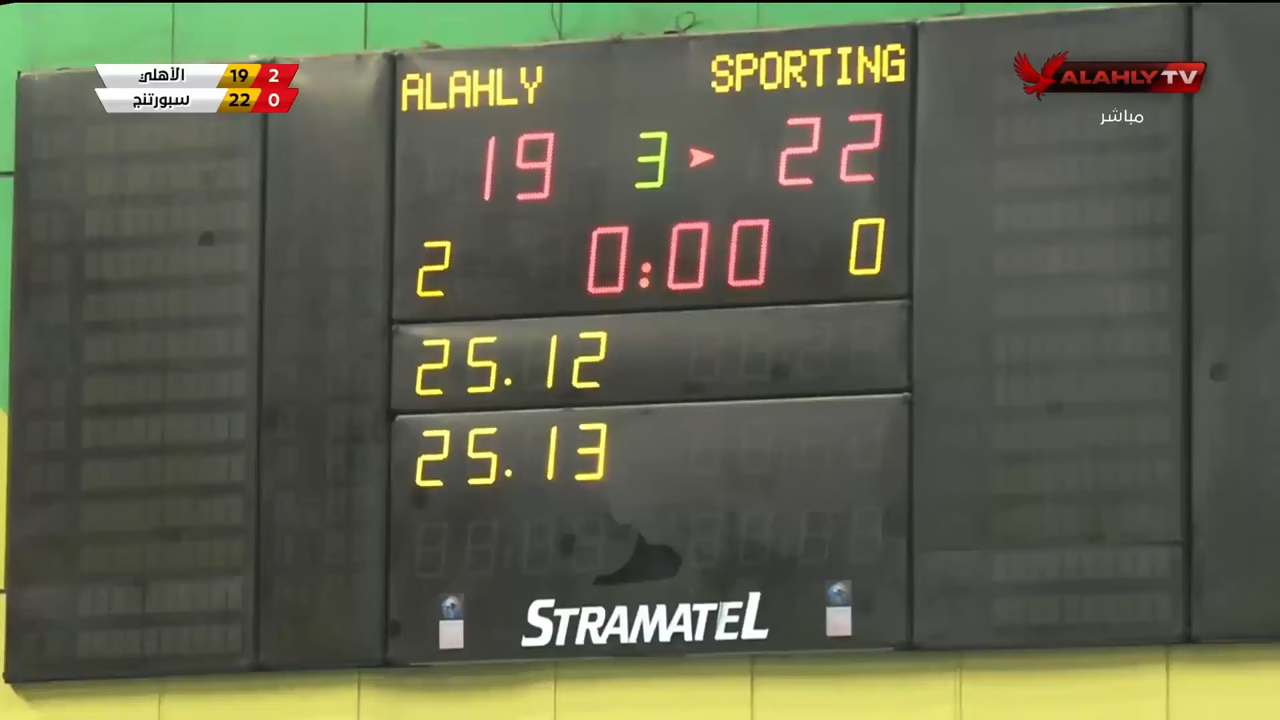 الأهلي 19 2
سبورتنج 22 0
ALAHLY TV
مباشر
ALAHLY SPORTING
19 3 22
2 0:00 0
25.12
25.13
STRAMATEL